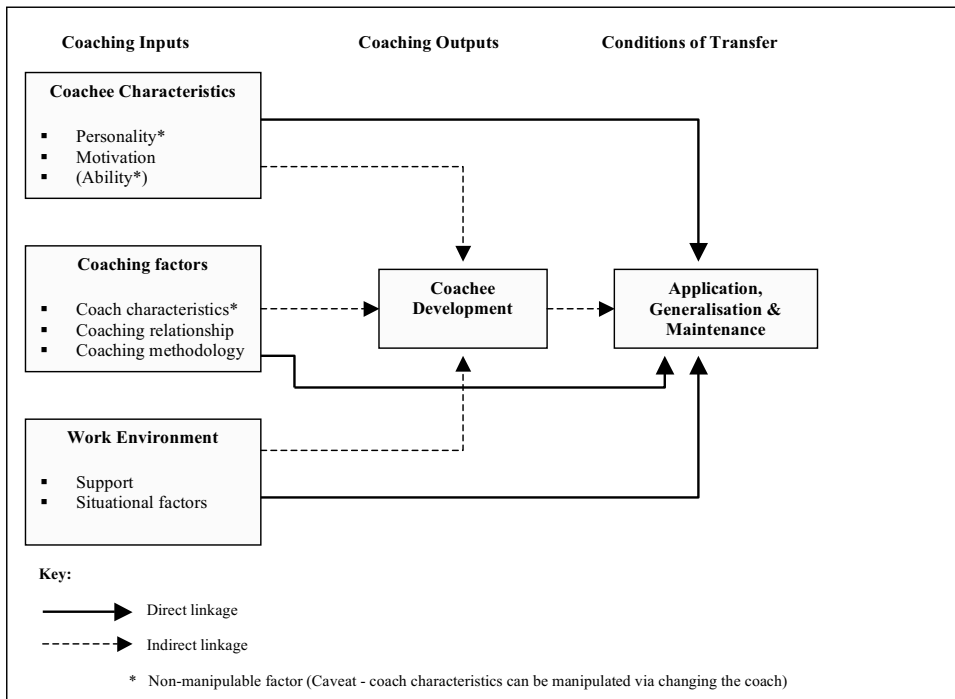 Coaching Inputs
Coaching Outputs
Conditions of Transfer
Coachee Characteristics
▪ Personality*
▪ Motivation
▪ (Ability*)
Coaching factors
▪ Coach characteristics*
▪ Coaching relationship
▪ Coaching methodology
Coachee
Development
Application,
Generalisation &
Maintenance
Work Environment
▪ Support
▪ Situational factors
Key:
Direct linkage
Indirect linkage
* Non-manipulable factor (Caveat - coach characteristics can be manipulated via changing the coach)